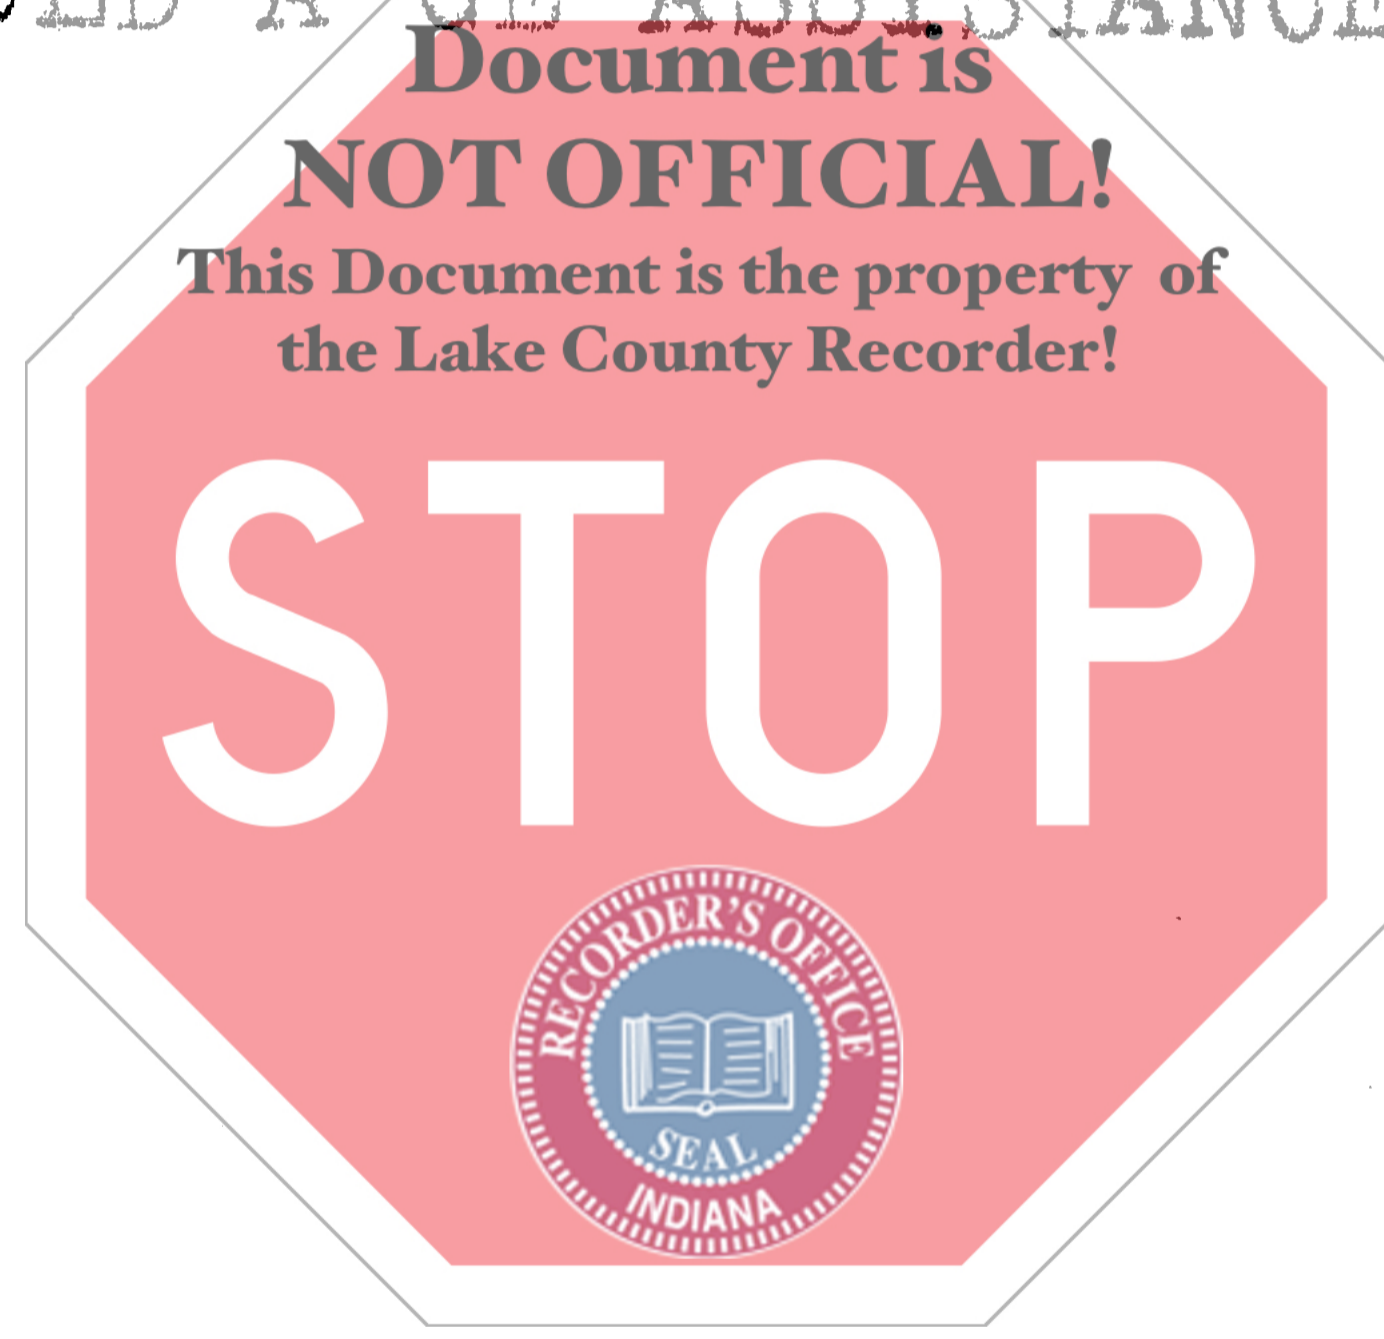 ASSISTANCE
Document is
NOT OFFICIAL!
This Document is the property of
the Lake County Recorder!
STOP
RECORDER'S OFFICE
SEAL
INDIANA